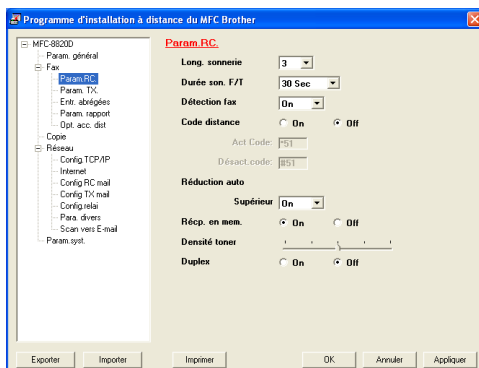 Programme d'installation à distance du MFC Brother
MFC-8820D
Param. général
Fax
Param.RC.
Param. TX.
Entr. abrégées
Param. rapport
Opt. acc. dist
Copie
Réseau
Config.TCP/IP
Internet
Config RC mail
Config TX mail
Config.relai
Para. divers
Scan vers E-mail
Param.syst.
Param.RC.
Long. sonnerie 3
Durée son. F/T 30 Sec
Détection fax On
Code distance On Off
Act Code: *51
Désact.code: #51
Réduction auto
Supérieur On
Récp. en mem. On Off
Densité toner
Duplex On Off
Exporter Importer Imprimer OK Annuler Appliquer